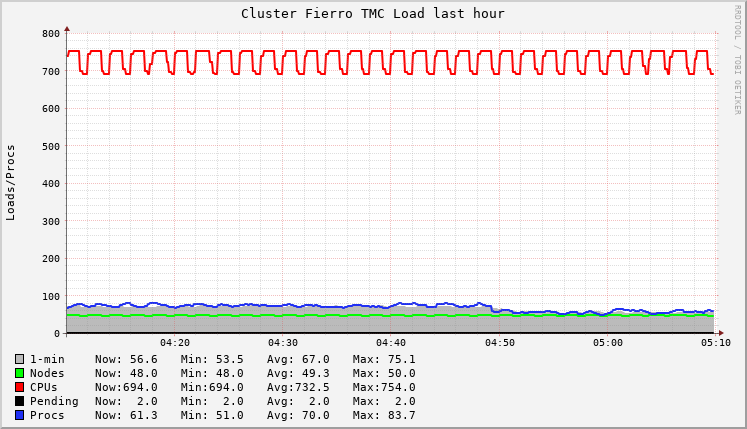 Cluster Fierro TMC Load last hour
RRDTOOL / TOBI OETIKER
Loads/Procs
800
700
600
500
400
300
200
100
0
04:20 04:30 04:40 04:50 05:00 05:10
1-min Now: 56.6 Min: 53.5 Avg: 67.0 Max: 75.1
Nodes Now: 48.0 Min: 48.0 Avg: 49.3 Max: 50.0
CPUs Now:694.0 Min:694.0 Avg:732.5 Max:754.0
Pending Now: 2.0 Min: 2.0 Avg: 2.0 Max: 2.0
Procs Now: 61.3 Min: 51.0 Avg: 70.0 Max: 83.7